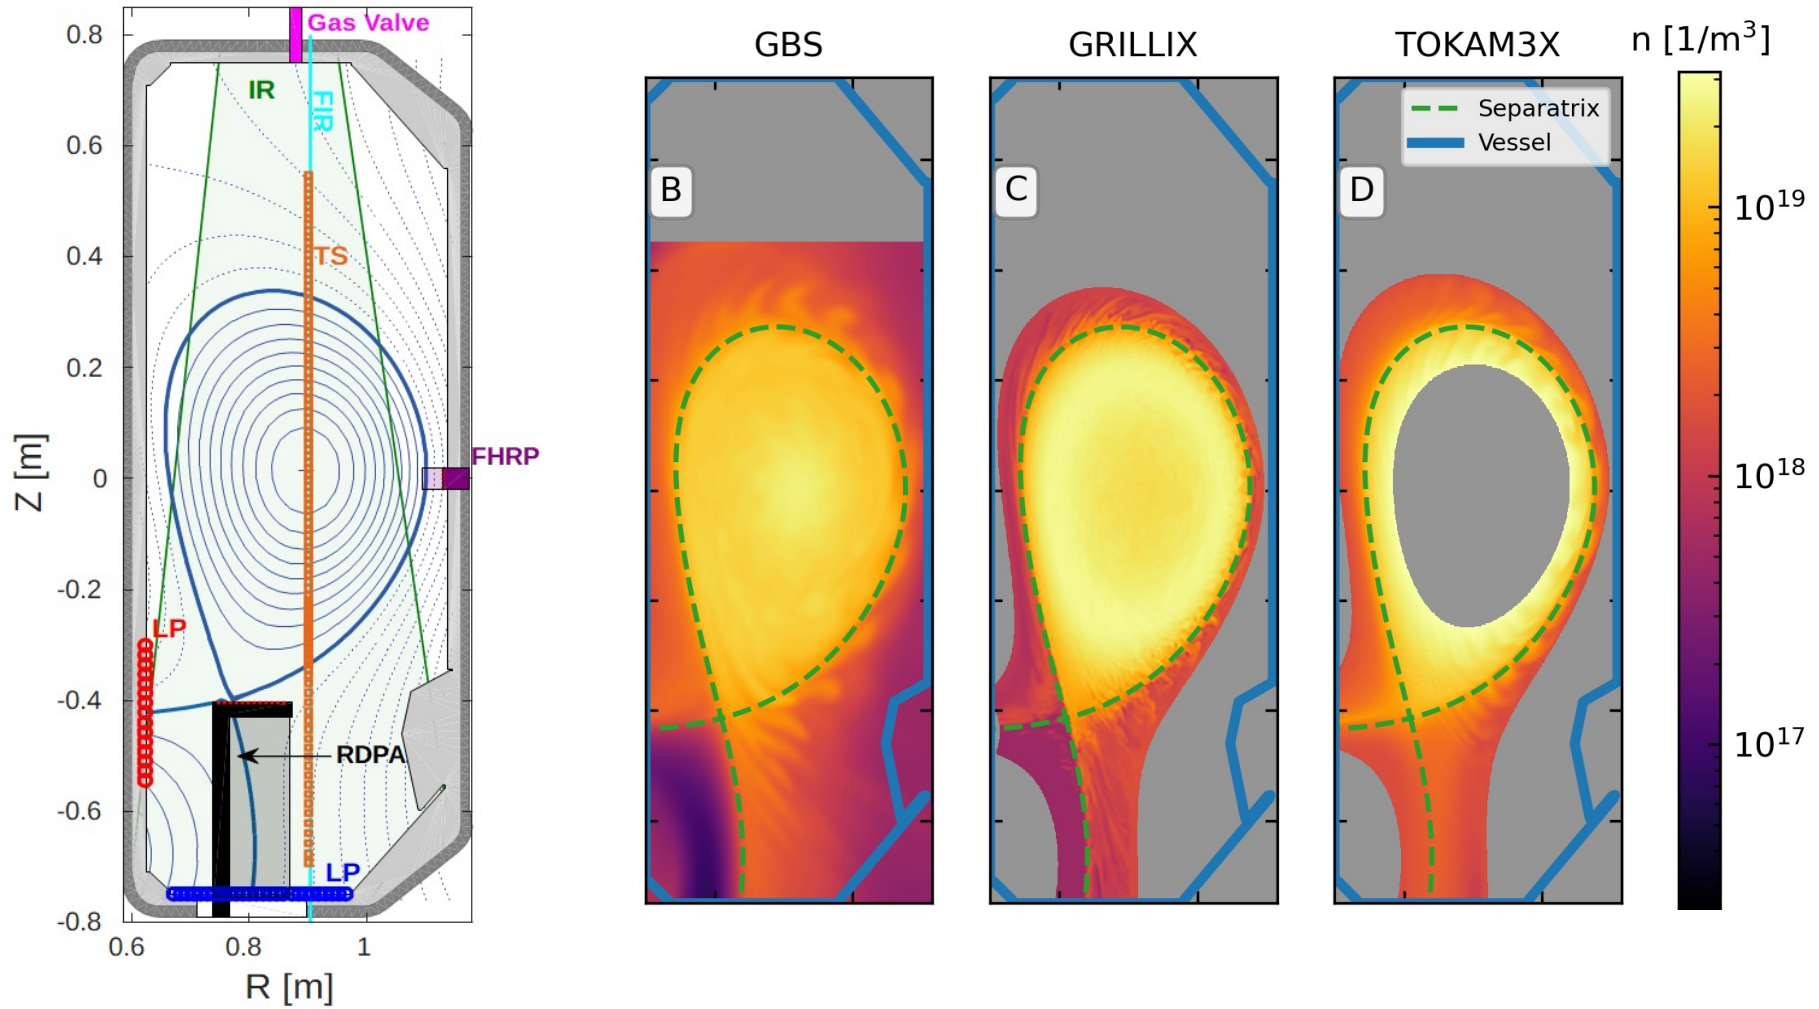 Gas Valve
IR
FIR
TS
FHRP
LP
RDPA
LP
0.8
0.6
0.4
0.2
0
-0.2
-0.4
-0.6
-0.8
Z [m]
0.6
0.8
1
R [m]
GBS
GRILLIX
TOKAM3X
n [1/m³]
Separatrix
Vessel
B
C
D
10¹⁹
10¹⁸
10¹⁷